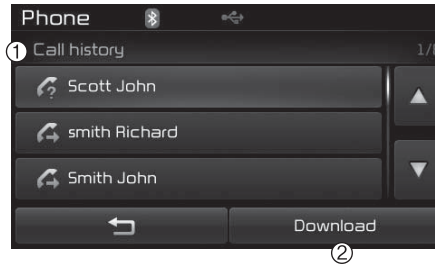 Phone
① Call history 1/
Scott John
smith Richard
Smith John
Download
②